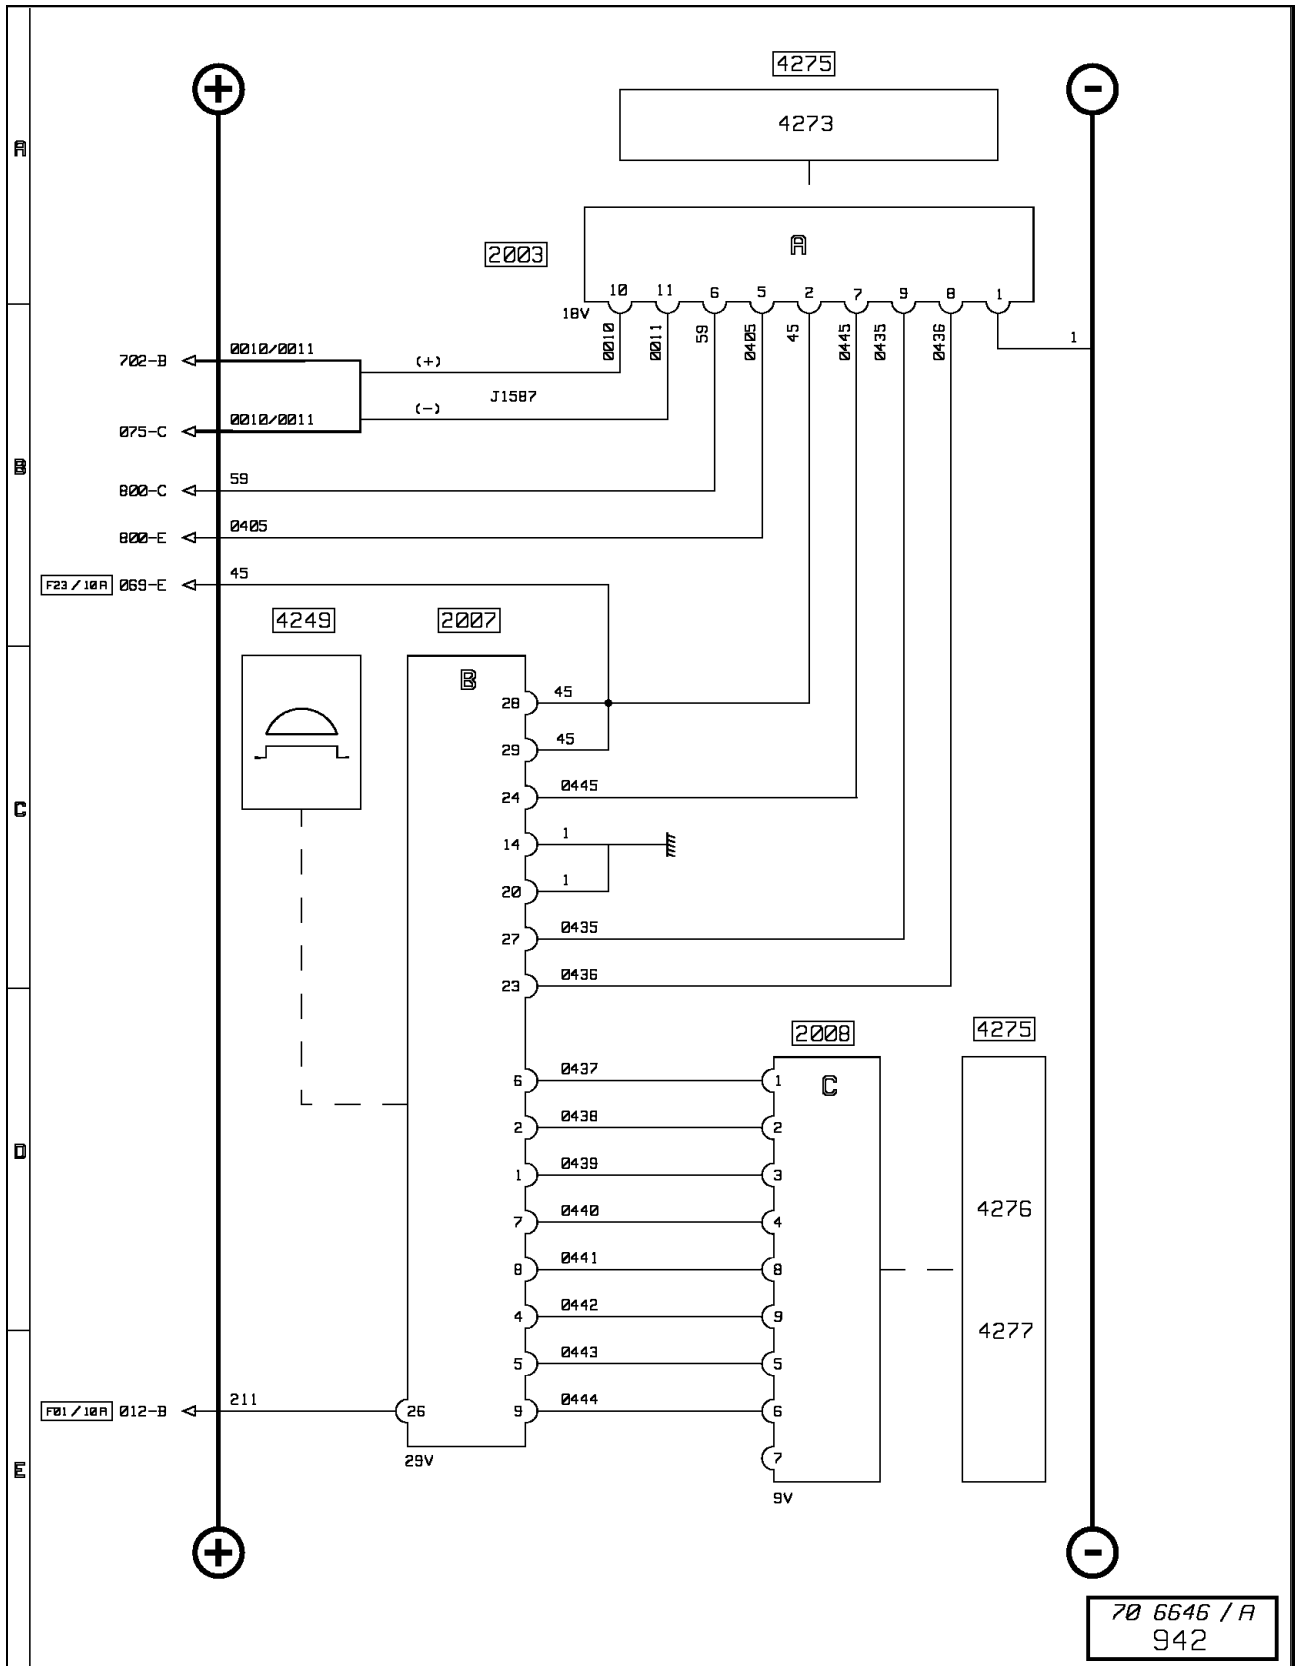 +
-
4275
4273
A
2003
A
10 11 6 5 2 7 9 8 1
18V
0010 0011 59 0405 45 0445 0435 0436
1
702-B 0010/0011 (+)
J1587
075-C 0010/0011 (-)
B
800-C 59
800-E 0405
F23/10A 069-E 45
4249 2007
B
28 45
29 45
24 0445
C
14 1
20 1
27 0435
23 0436
2008 4275
C
6 0437 1
2 0438 2
D
1 0439 3
7 0440 4
4276
8 0441 8
4 0442 9
4277
5 0443 5
F01/10A 012-B 211 26 9 0444 6
29V
7
E
9V
+
-
70 6646 / A
942